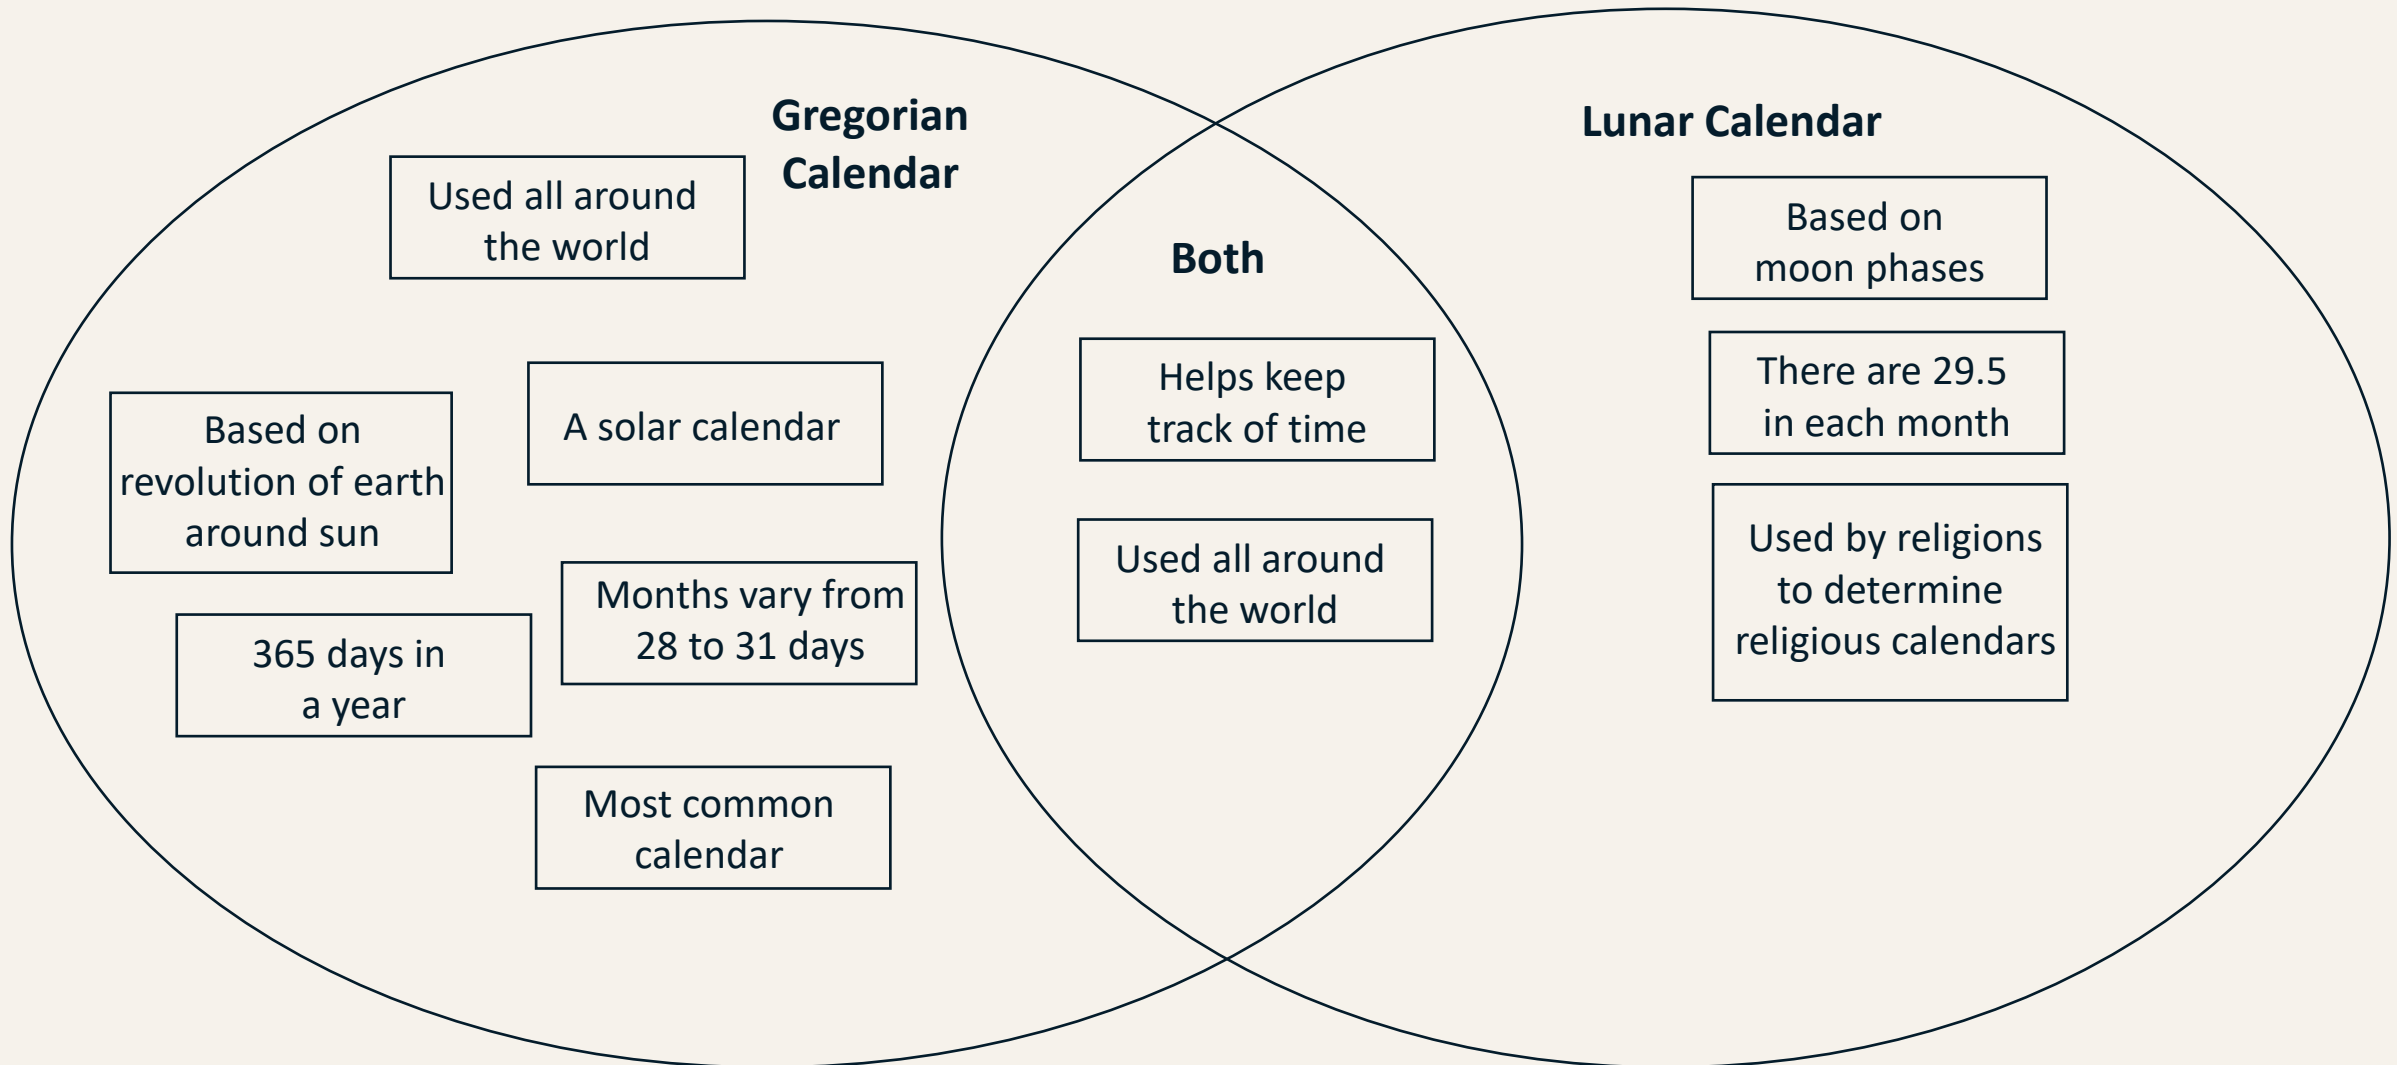 Gregorian
Calendar
Used all around
the world
Based on
revolution of earth
around sun
A solar calendar
365 days in
a year
Months vary from
28 to 31 days
Most common
calendar
Both
Helps keep
track of time
Used all around
the world
Lunar Calendar
Based on
moon phases
There are 29.5
in each month
Used by religions
to determine
religious calendars